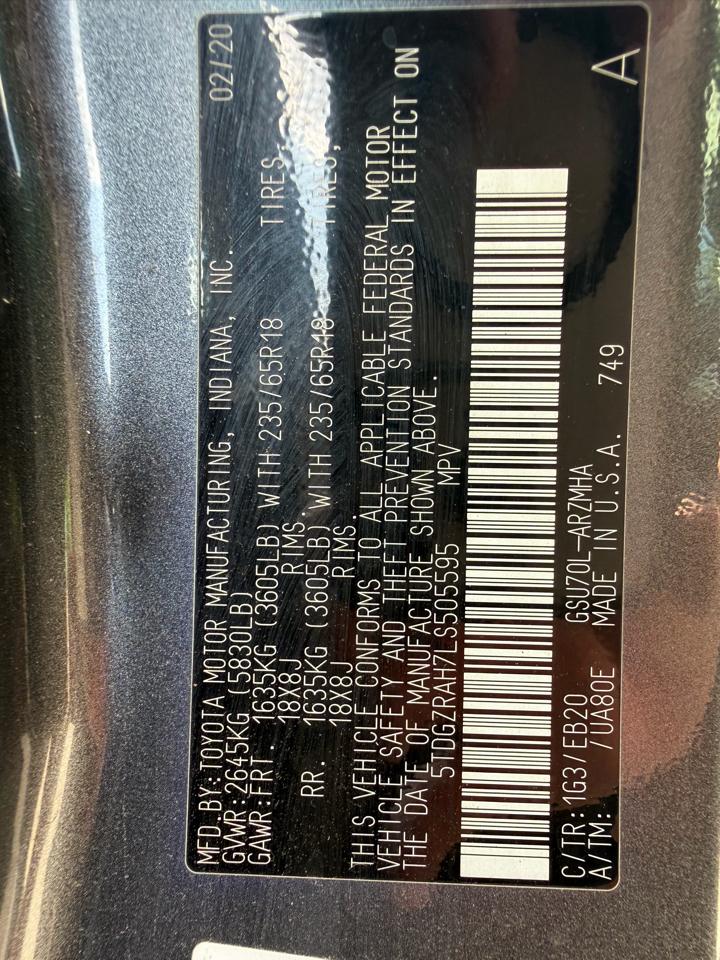 MFD.BY:TOYOTA MOTOR MANUFACTURING, INDIANA, INC. 02/20
GVWR:2645KG (5830LB)
GAWR:FRT. 1635KG (3605LB) WITH 235/65R18 TIRES,
18X8J RIMS.
RR. 1635KG (3605LB) WITH 235/65R18 TIRES,
18X8J RIMS.
THIS VEHICLE CONFORMS TO ALL APPLICABLE FEDERAL MOTOR
VEHICLE SAFETY AND THEFT PREVENTION STANDARDS IN EFFECT ON
THE DATE OF MANUFACTURE SHOWN ABOVE.
5TDGZRAH7LS505595 MPV
C/TR:1G3/EB20 GSU70L-ARZMHA
A/TM: /UA80E MADE IN U.S.A. 749 A